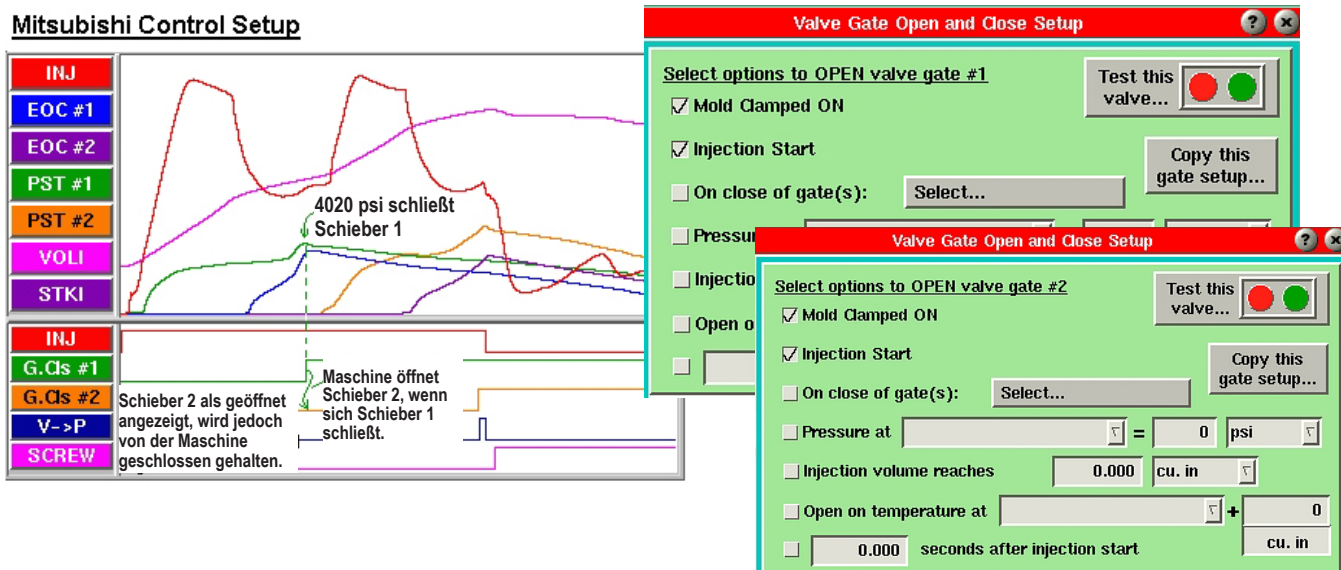 Mitsubishi Control Setup
INJ
EOC #1
EOC #2
PST #1
PST #2
VOLI
STKI
4020 psi schließt
Schieber 1
INJ
G.Cls #1
G.Cls #2
V->P
SCREW
Schieber 2 als geöffnet
angezeigt, wird jedoch
von der Maschine
geschlossen gehalten.
Maschine öffnet
Schieber 2, wenn
sich Schieber 1
schließt.
Valve Gate Open and Close Setup
Select options to OPEN valve gate #1
Test this
valve...
Mold Clamped ON
Injection Start
Copy this
gate setup...
On close of gate(s):
Select...
Pressu
Injectio
Open o
Valve Gate Open and Close Setup
Select options to OPEN valve gate #2
Test this
valve...
Mold Clamped ON
Injection Start
Copy this
gate setup...
On close of gate(s):
Select...
Pressure at = 0 psi
Injection volume reaches 0.000 cu. in
Open on temperature at + 0
cu. in
0.000 seconds after injection start